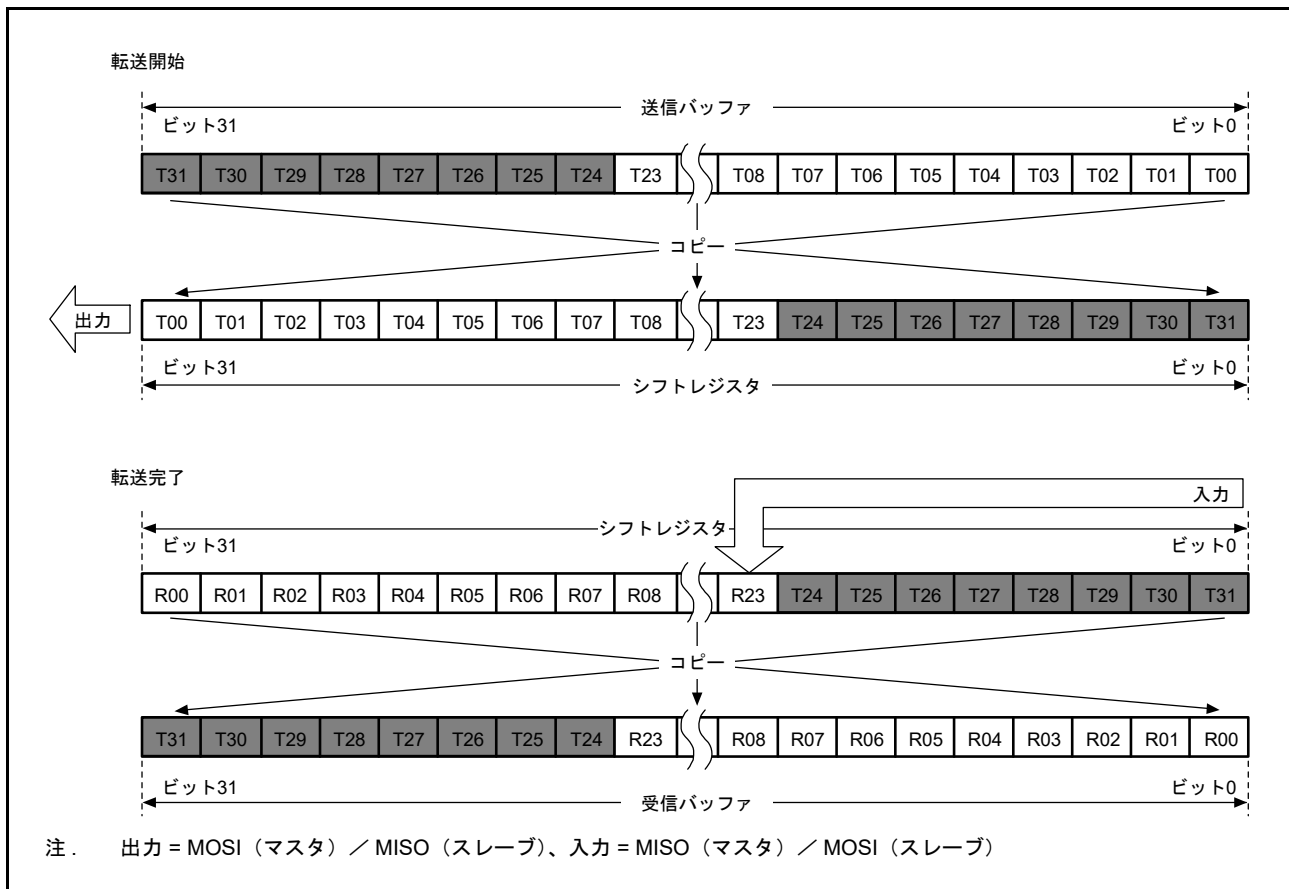 転送開始
送信バッファ
ビット31 ビット0
T31 T30 T29 T28 T27 T26 T25 T24 T23 T08 T07 T06 T05 T04 T03 T02 T01 T00
コピー
出力 T00 T01 T02 T03 T04 T05 T06 T07 T08 T23 T24 T25 T26 T27 T28 T29 T30 T31
ビット31 ビット0
シフトレジスタ
転送完了
入力
シフトレジスタ
ビット31 ビット0
R00 R01 R02 R03 R04 R05 R06 R07 R08 R23 T24 T25 T26 T27 T28 T29 T30 T31
コピー
T31 T30 T29 T28 T27 T26 T25 T24 R23 R08 R07 R06 R05 R04 R03 R02 R01 R00
ビット31 ビット0
受信バッファ
注. 出力 = MOSI（マスタ）／ MISO（スレーブ）、入力 = MISO（マスタ）／ MOSI（スレーブ）